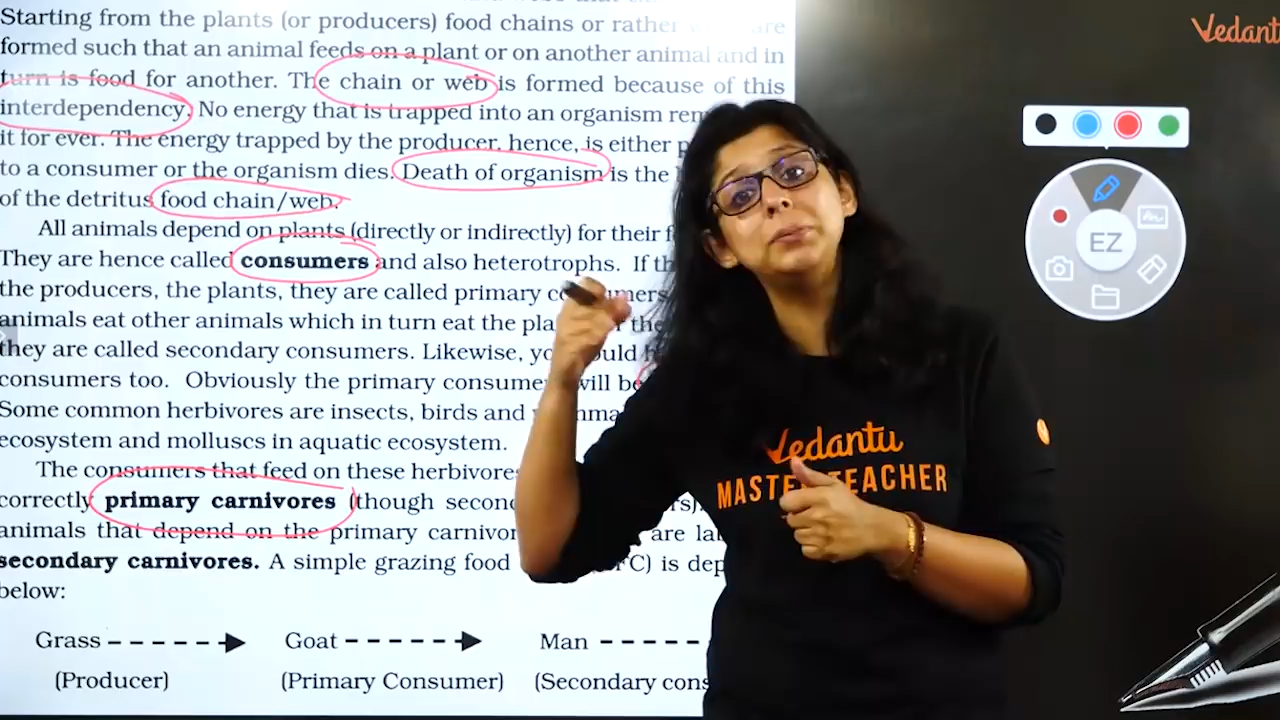 Starting from the plants (or producers) food chains or rather are
formed such that an animal feeds on a plant or on another animal and in
turn is food for another. The chain or web is formed because of this
interdependency. No energy that is trapped into an organism
it for ever. The energy trapped by the producer, hence, is either
to a consumer or the organism dies. Death of organism is the
of the detritus food chain/web.
All animals depend on plants (directly or indirectly) for their
They are hence called consumers and also heterotrophs. If
the producers, the plants, they are called primary
animals eat other animals which in turn eat the
they are called secondary consumers. Likewise,
consumers too. Obviously the primary will be
Some common herbivores are insects, birds and
ecosystem and molluscs in aquatic ecosystem.
The consumers that feed on these
correctly primary carnivores (though
animals that depend on the primary are
secondary carnivores. A simple grazing food is
below:
Grass Goat Man
(Producer) (Primary Consumer) (Secondary
Vedantu
EZ
Vedantu
MASTER TEACHER